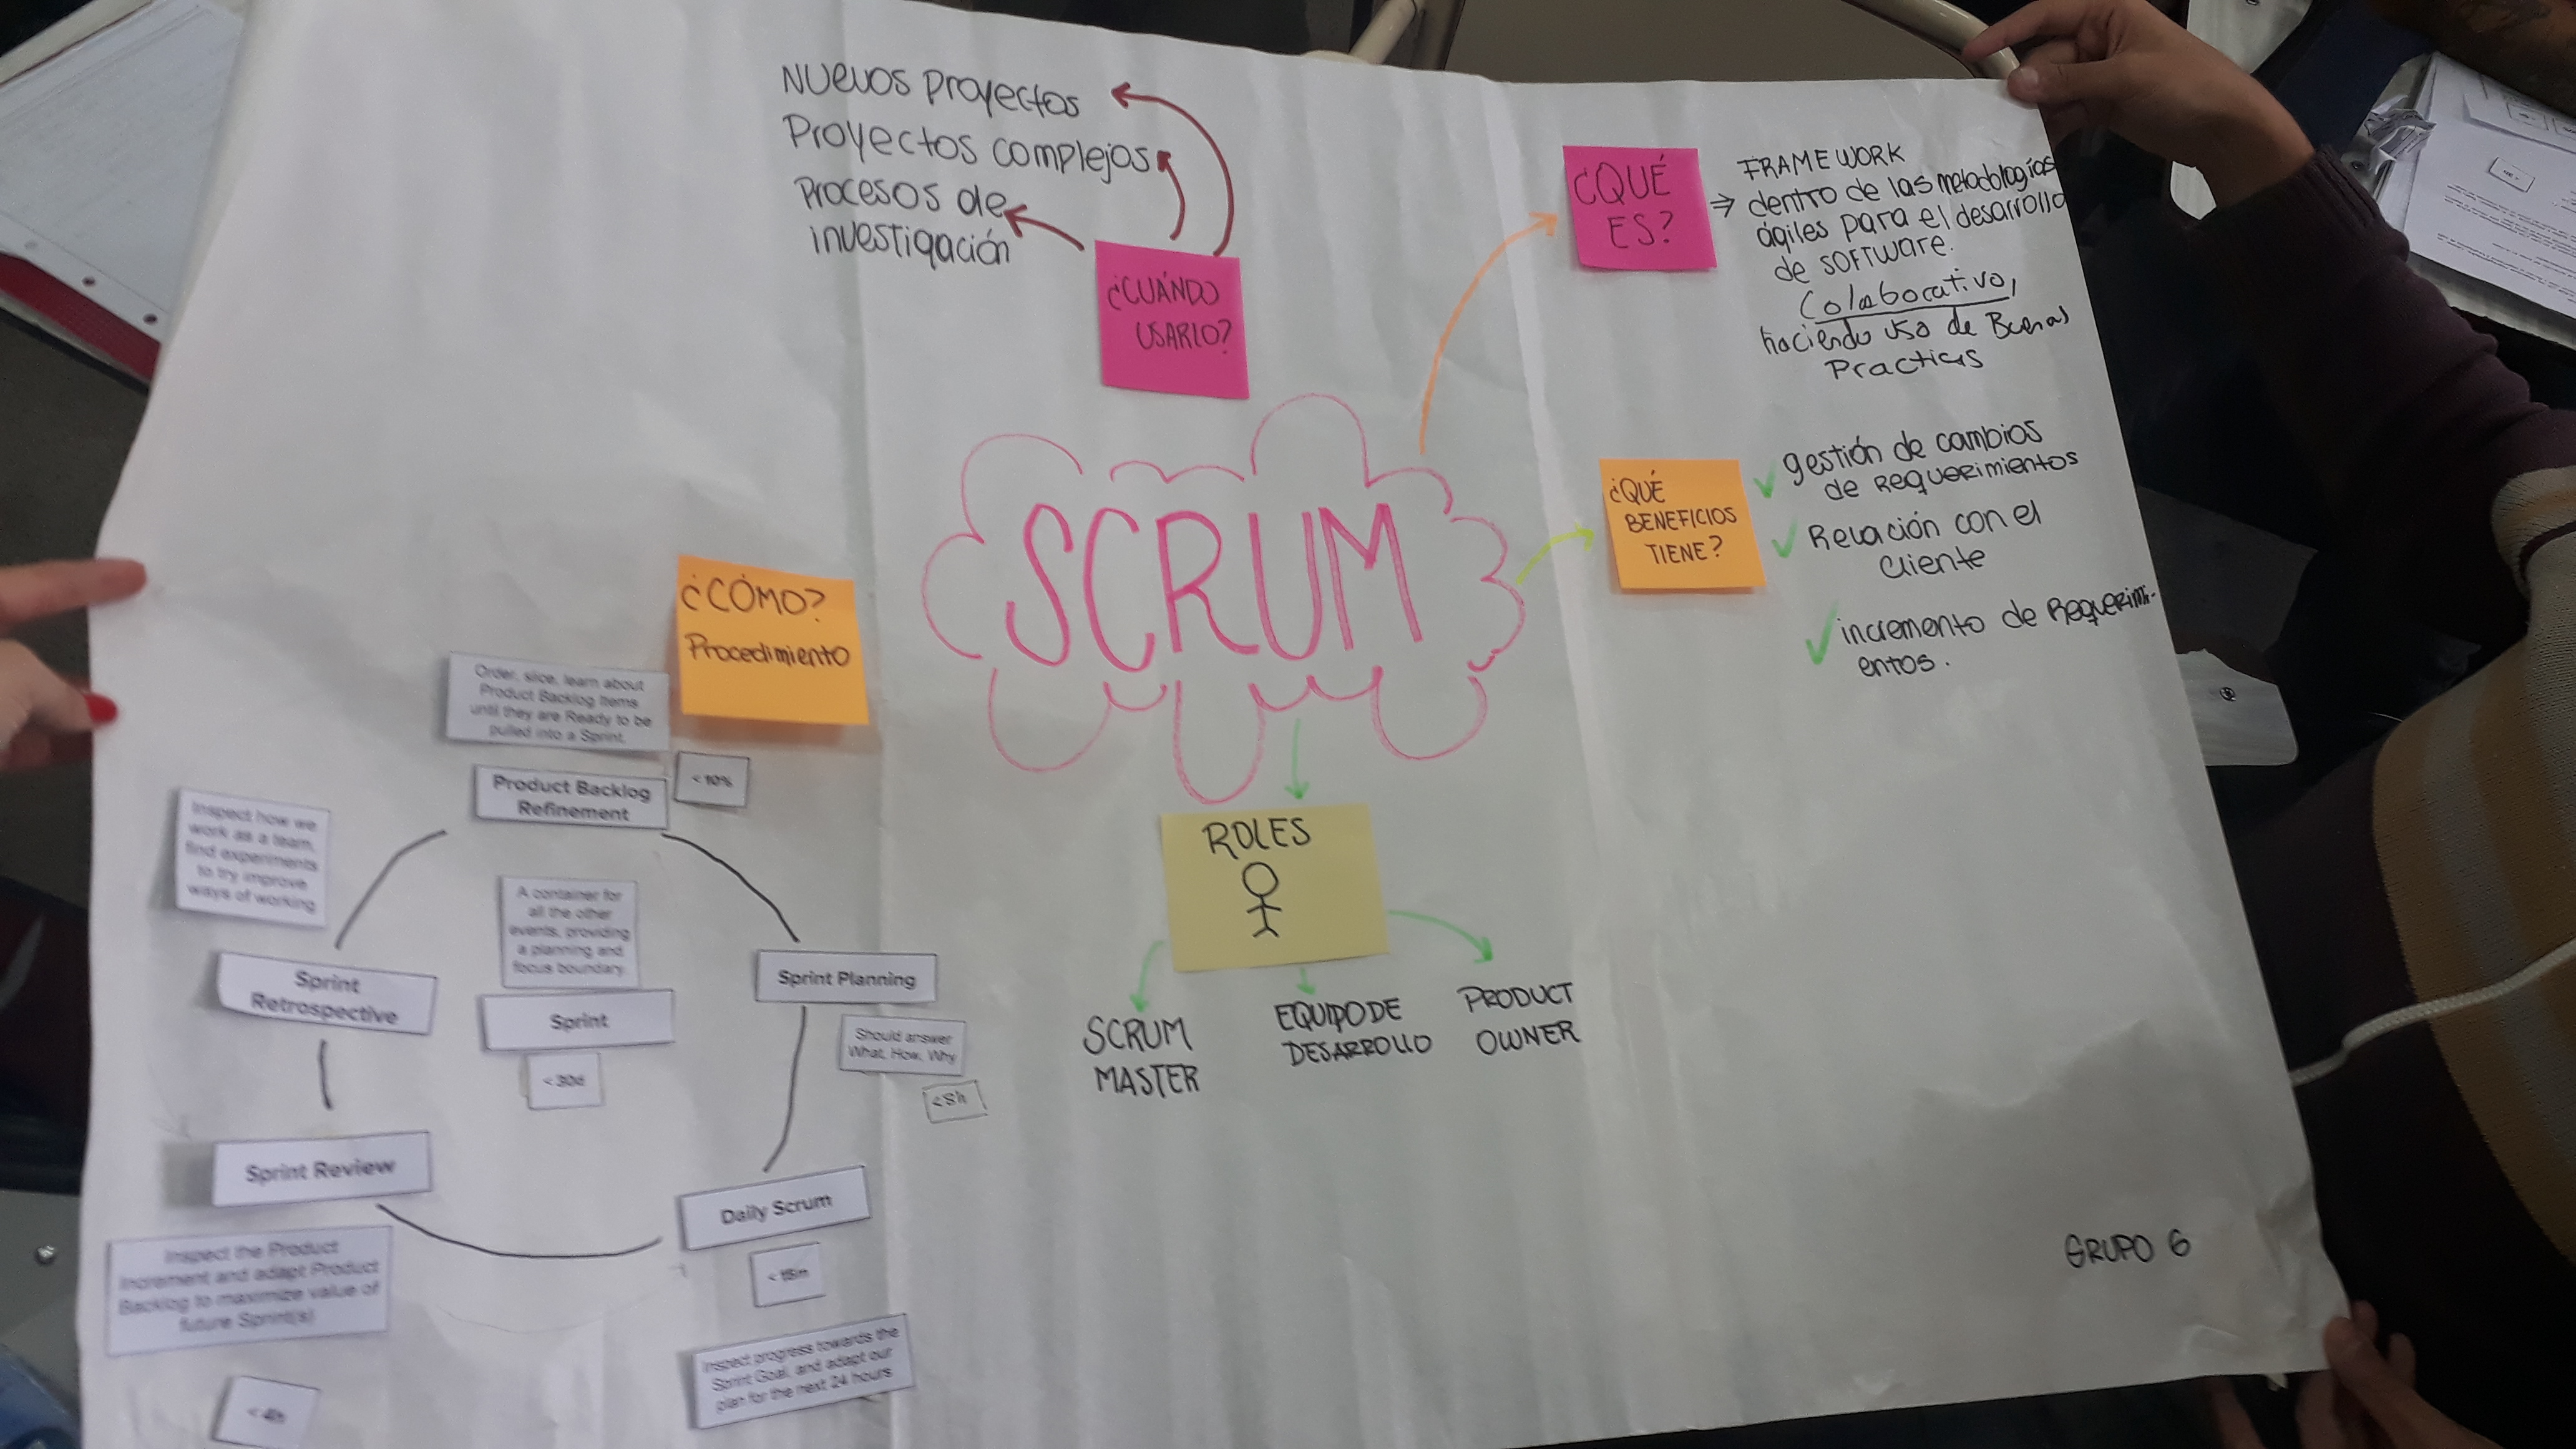 NUEVOS PROYECTOS
PROYECTOS COMPLEJOS
PROCESOS DE
INVESTIGACIÓN
¿CUÁNDO
USARLO?
¿QUÉ
ES?
FRAMEWORK
dentro de las metodologías
ágiles para el desarrollo
de SOFTWARE.
Colaborativo,
haciendo uso de Buenas
Practicas
SCRUM
¿QUÉ
BENEFICIOS
TIENE?
gestión de cambios
de REQUERIMIENTOS
Relación con el
cliente
incremento de Requerimi-
entos.
¿CÓMO?
Procedimiento
Order, slice, learn about
Product Backlog Items
until they are Ready to be
pulled into a Sprint.
Product Backlog
Refinement
< 10%
Inspect how we
work as a team,
find experiments
to try improve
ways of working
Sprint
Retrospective
A container for
all the other
events, providing
a planning and
focus boundary.
Sprint
< 30d
Sprint Planning
Should answer
What, How, Why
<8h
Sprint Review
Inspect the Product
Increment and adapt Product
Backlog to maximize value of
future Sprint(s)
< 4h
Daily Scrum
< 15m
Inspect progress towards the
Sprint Goal, and adapt our
plan for the next 24 hours
ROLES
SCRUM
MASTER
EQUIPO DE
DESARROLLO
PRODUCT
OWNER
GRUPO 6